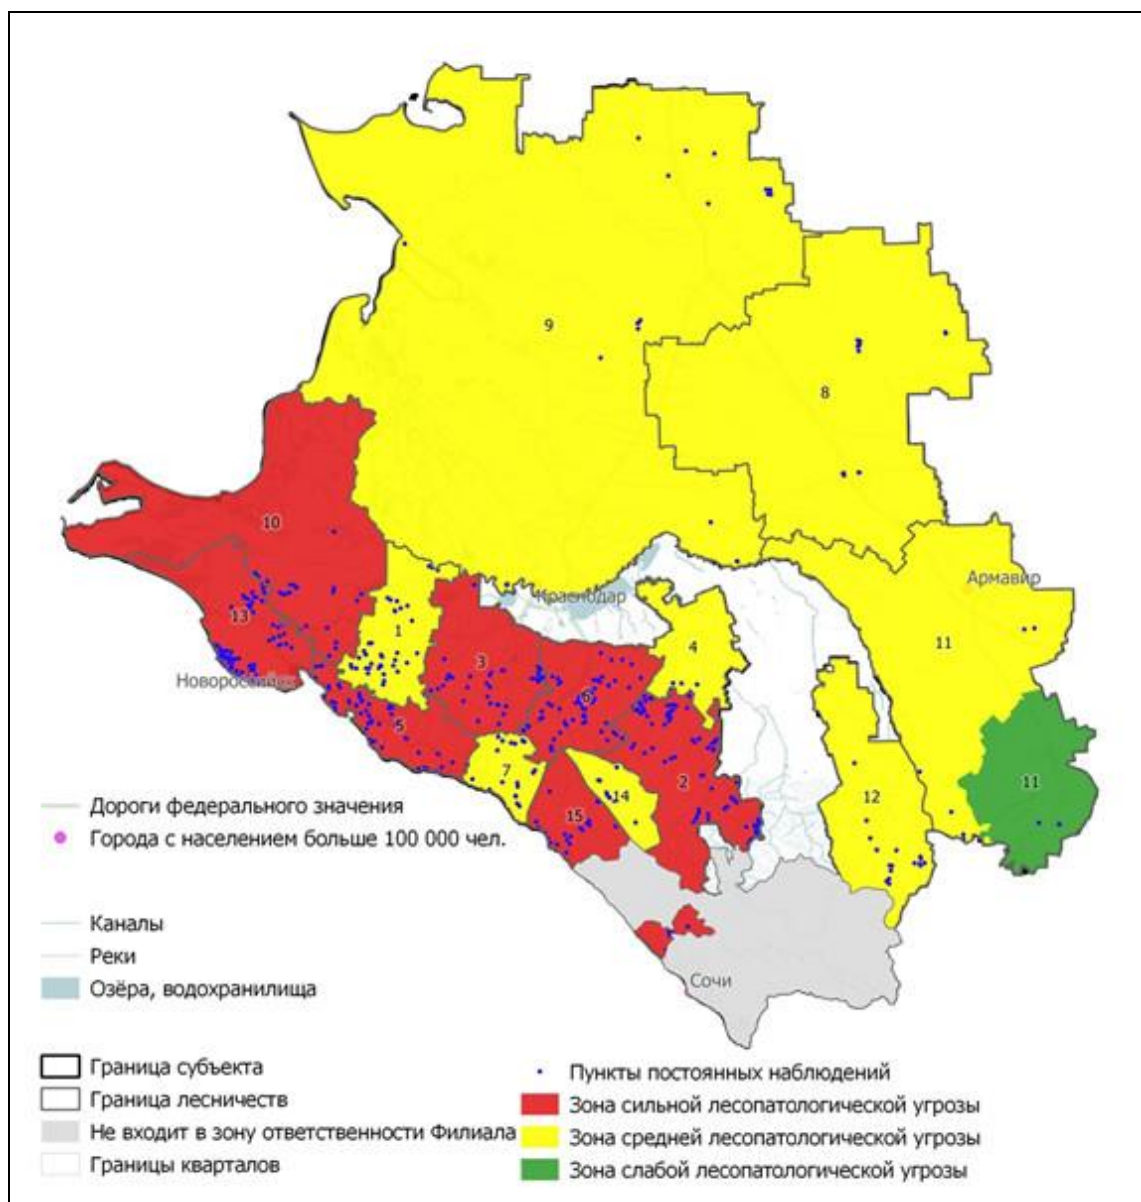 9
8
10
Армавир
Краснодар
13
1
11
3
4
Новороссийск
6
5
2
11
7
14
12
15
Дороги федерального значения
Города с населением больше 100 000 чел.
Каналы
Реки
Сочи
Озёра, водохранилища
Граница субъекта
Граница лесничеств
Не входит в зону ответственности Филиала
Границы кварталов
Пункты постоянных наблюдений
Зона сильной лесопатологической угрозы
Зона средней лесопатологической угрозы
Зона слабой лесопатологической угрозы